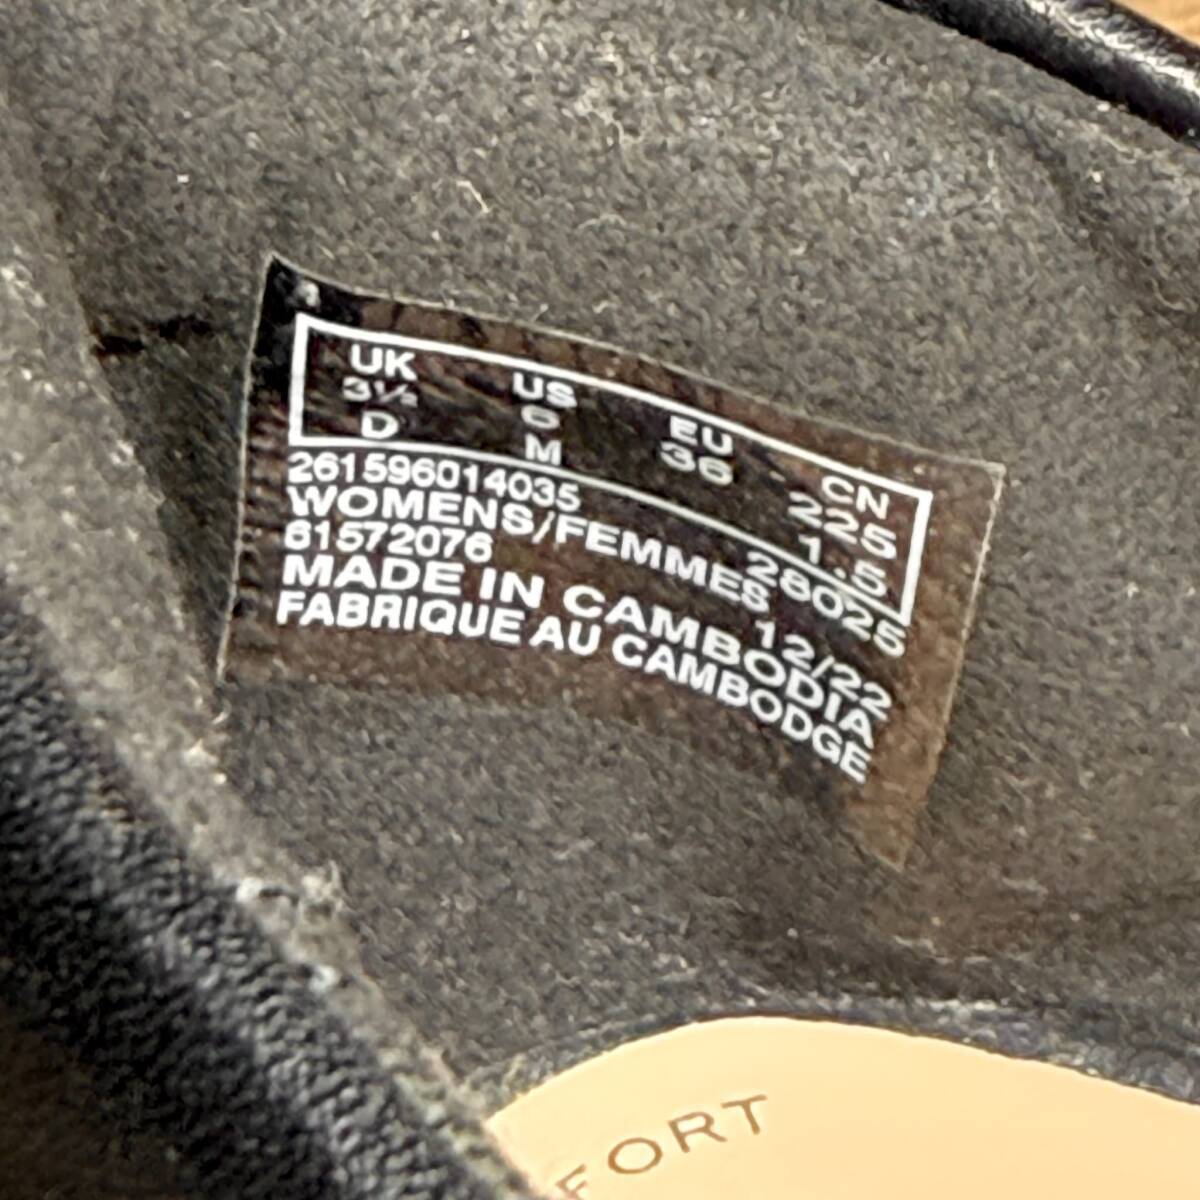 UK US EU CN
3½ 6 36 225
D M 1.5
261596014035 28025
WOMENS/FEMMES
61572076 12/22
MADE IN CAMBODIA
FABRIQUE AU CAMBODGE
FORT